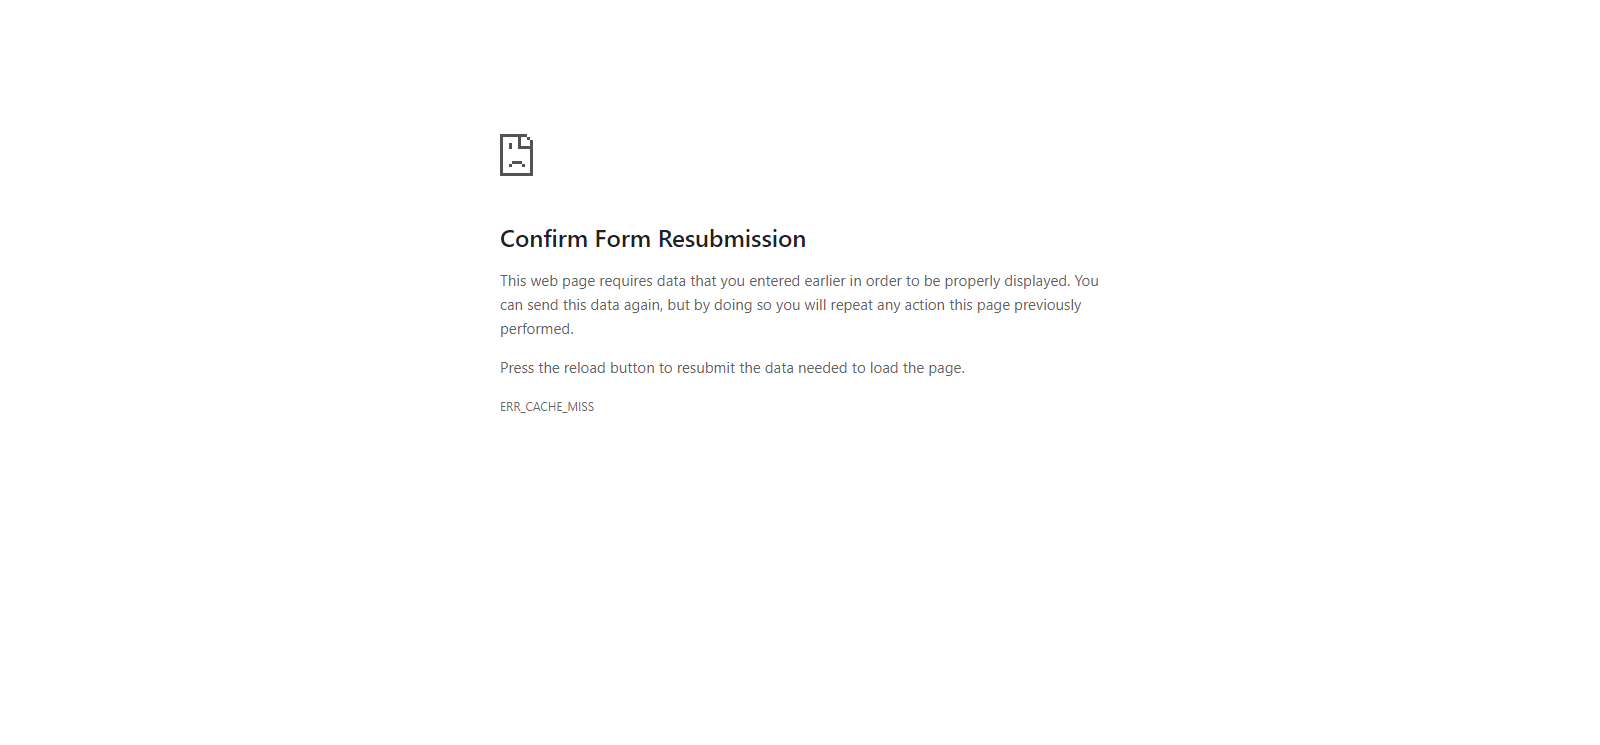 Confirm Form Resubmission
This web page requires data that you entered earlier in order to be properly displayed. You
can send this data again, but by doing so you will repeat any action this page previously
performed.
Press the reload button to resubmit the data needed to load the page.
ERR_CACHE_MISS